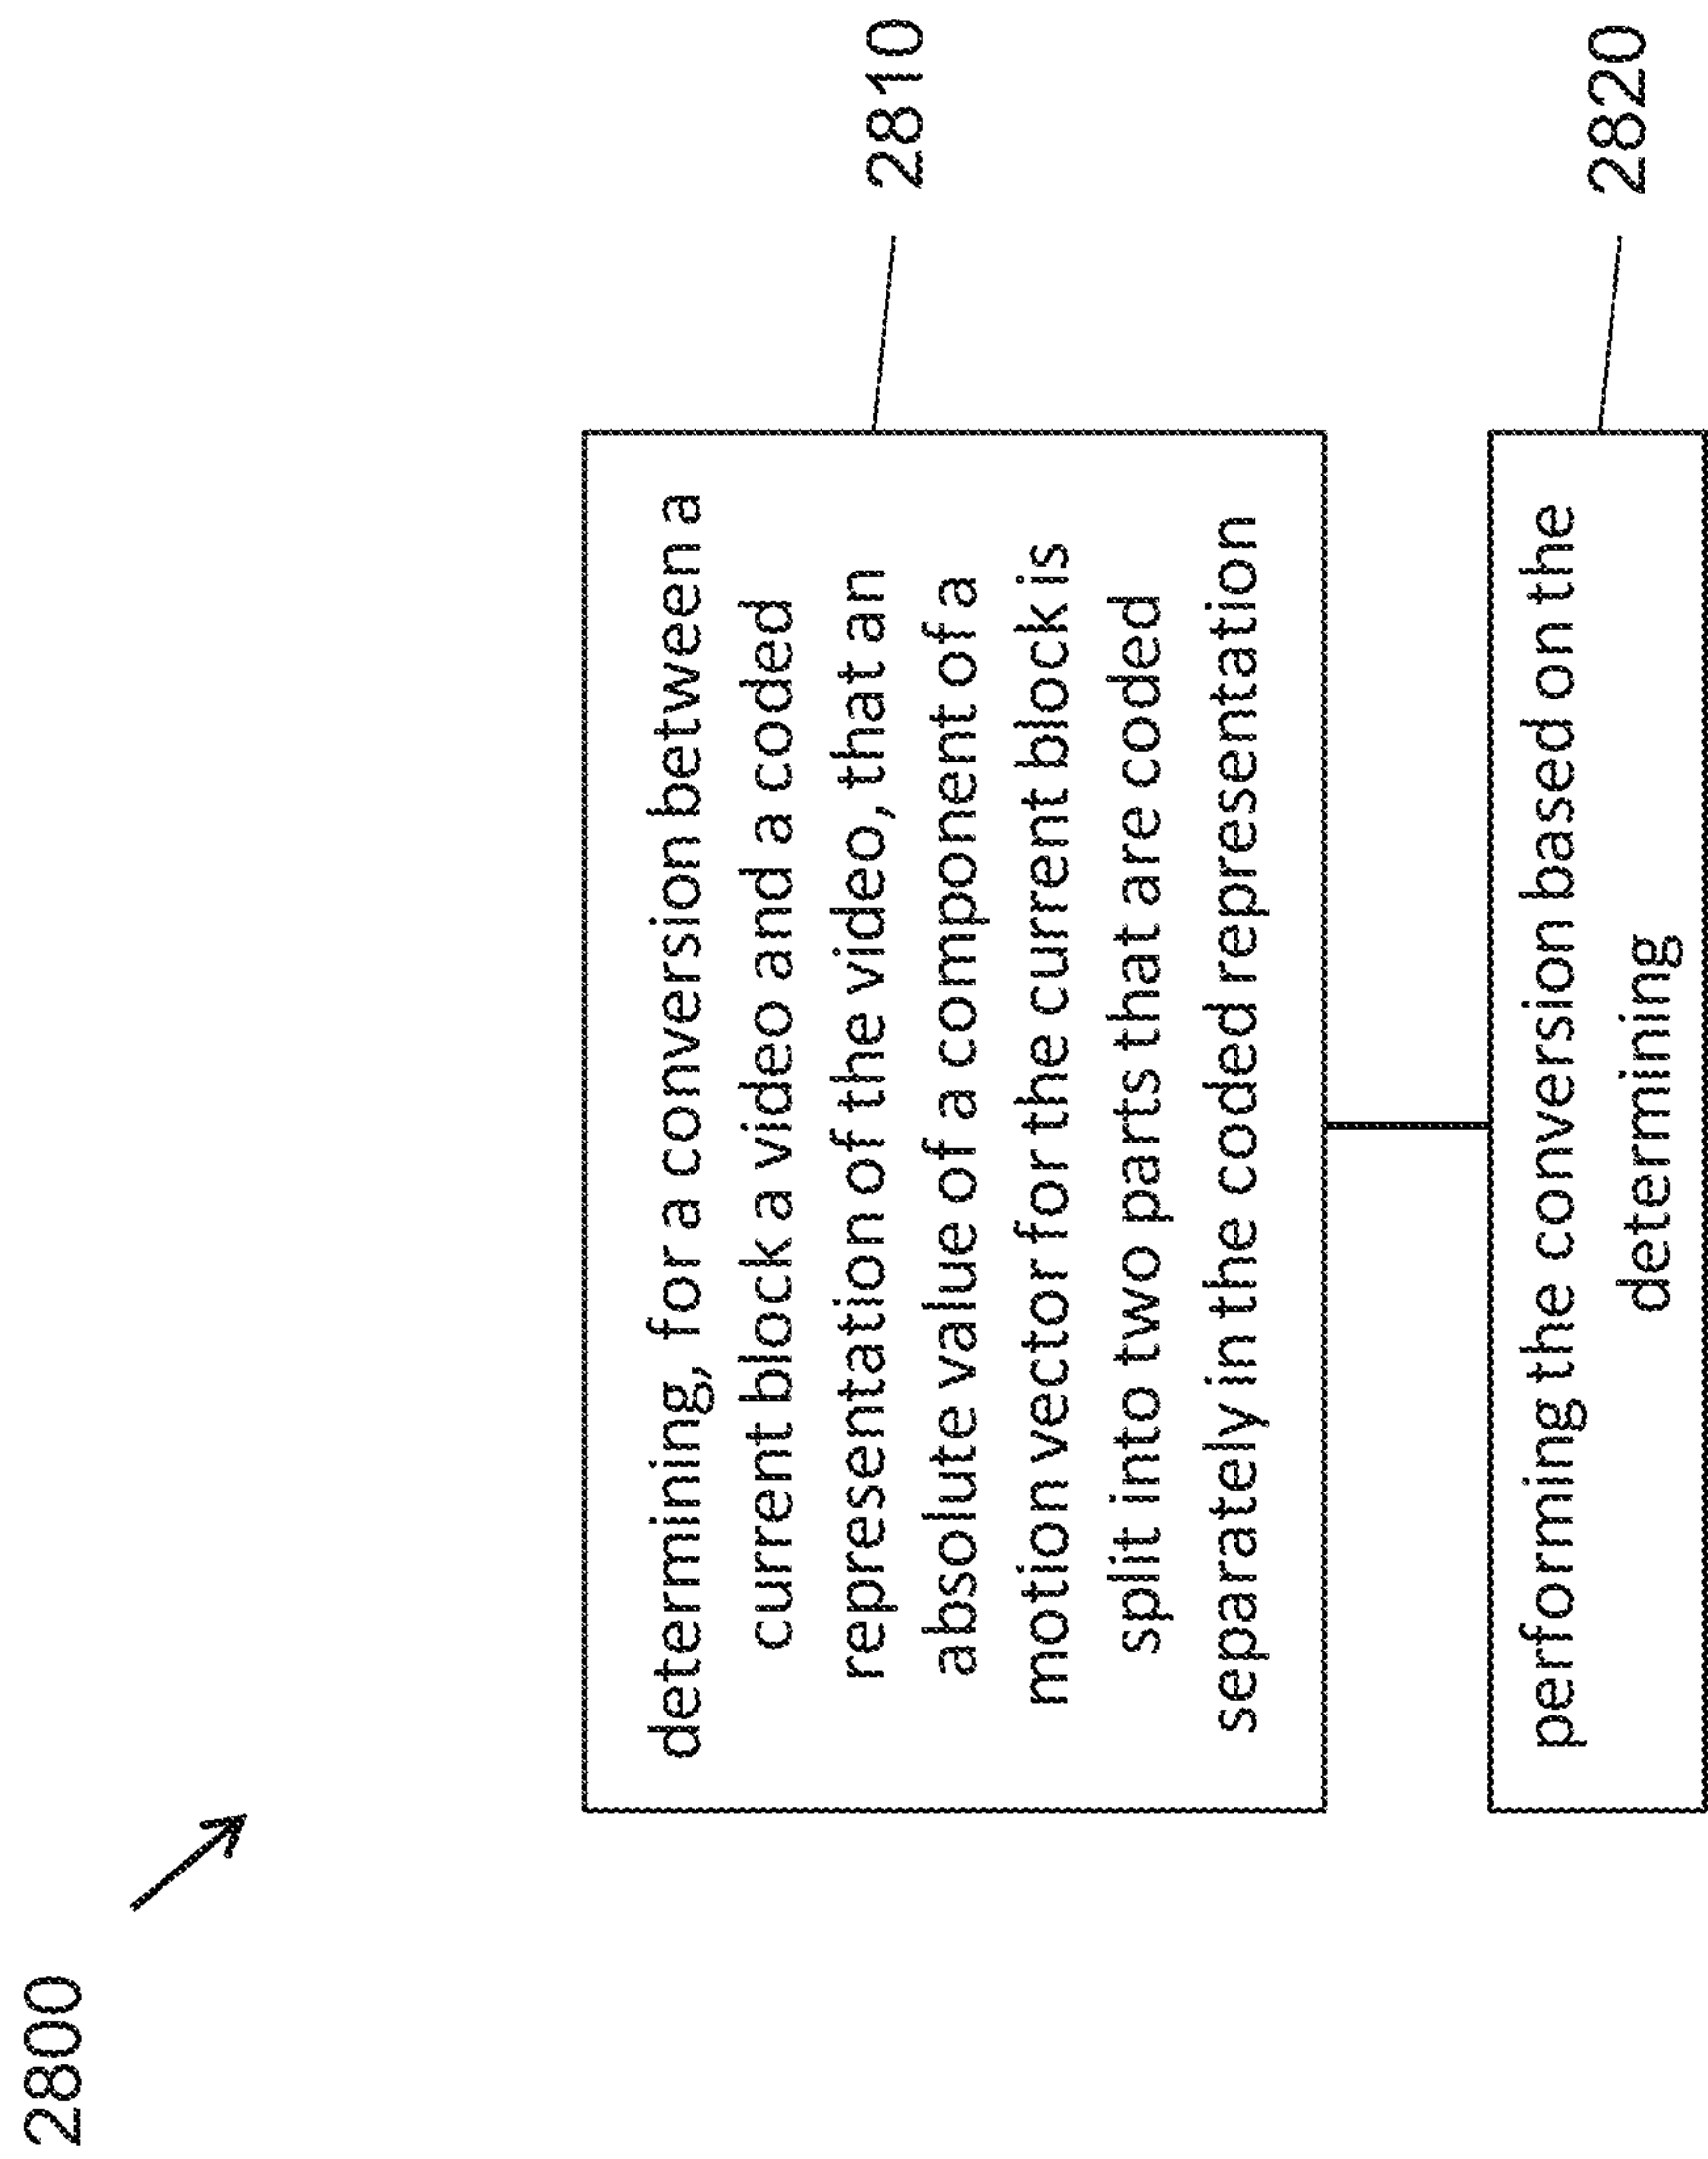 2800
determining, for a conversion between a
current block a video and a coded
representation of the video, that an
absolute value of a component of a
motion vector for the current block is
split into two parts that are coded
separately in the coded representation
2810
performing the conversion based on the
determining
2820